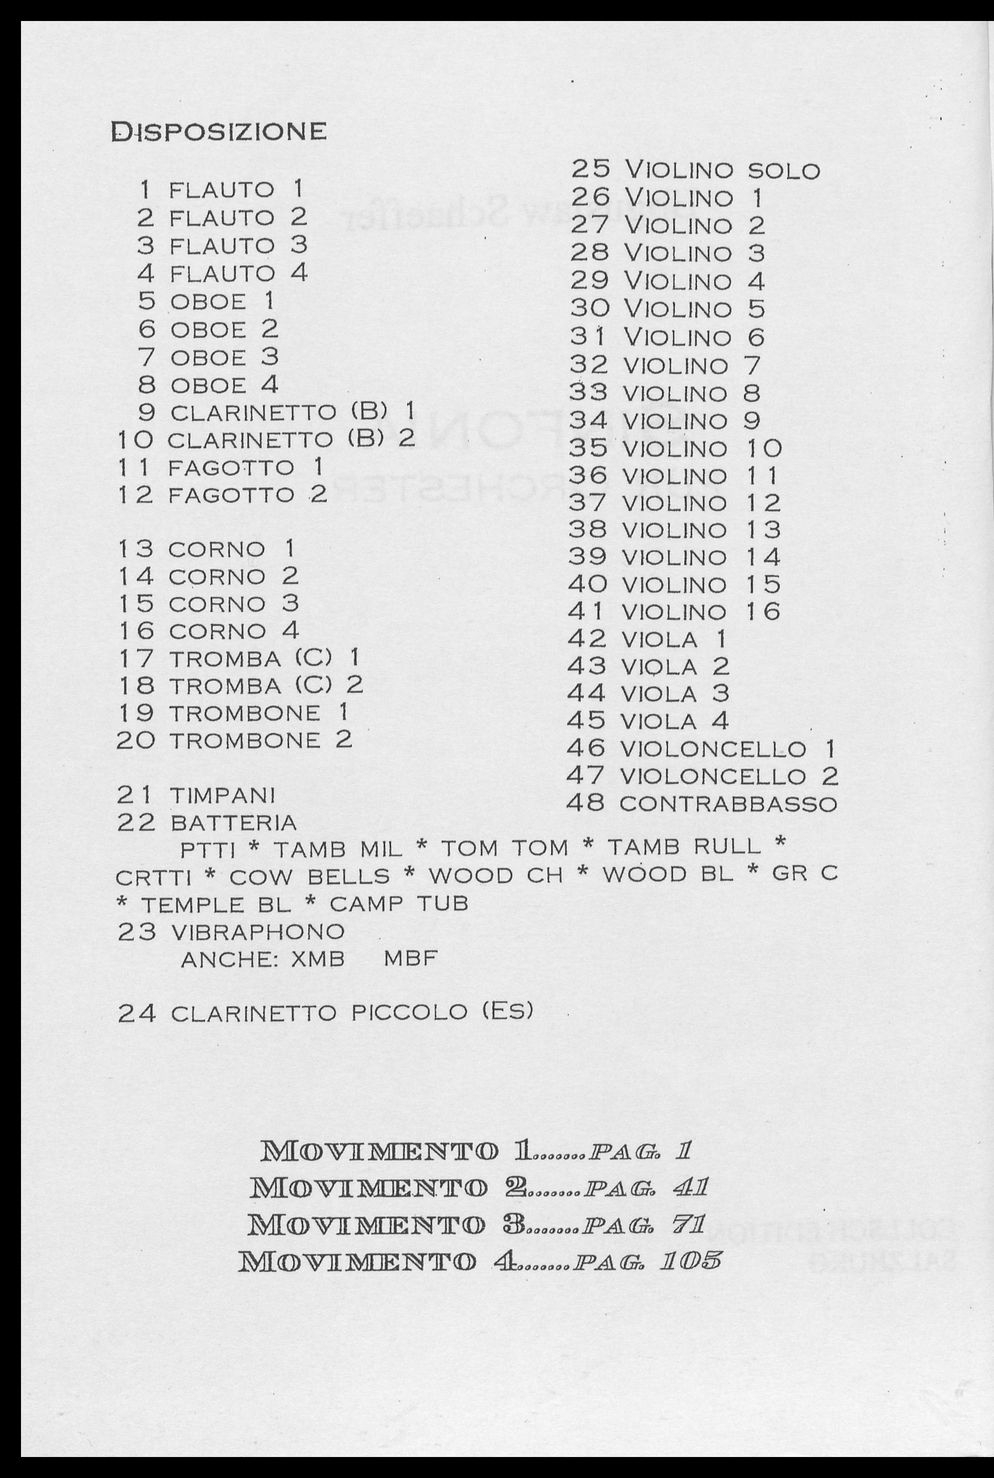 Disposizione
1 flauto 1
2 flauto 2
3 flauto 3
4 flauto 4
5 oboe 1
6 oboe 2
7 oboe 3
8 oboe 4
9 clarinetto (B) 1
10 clarinetto (B) 2
11 fagotto 1
12 fagotto 2
13 corno 1
14 corno 2
15 corno 3
16 corno 4
17 tromba (C) 1
18 tromba (C) 2
19 trombone 1
20 trombone 2
21 timpani
22 batteria
ptti * tamb mil * tom tom * tamb rull *
crtti * cow bells * wood ch * wood bl * gr c
* temple bl * camp tub
23 vibraphono
anche: xmb mbf
24 clarinetto piccolo (Es)
25 Violino solo
26 Violino 1
27 Violino 2
28 Violino 3
29 Violino 4
30 Violino 5
31 Violino 6
32 violino 7
33 violino 8
34 violino 9
35 violino 10
36 violino 11
37 violino 12
38 violino 13
39 violino 14
40 violino 15
41 violino 16
42 viola 1
43 viola 2
44 viola 3
45 viola 4
46 violoncello 1
47 violoncello 2
48 contrabbasso
Movimento 1.......pag. 1
Movimento 2.......pag. 41
Movimento 3.......pag. 71
Movimento 4.......pag. 105